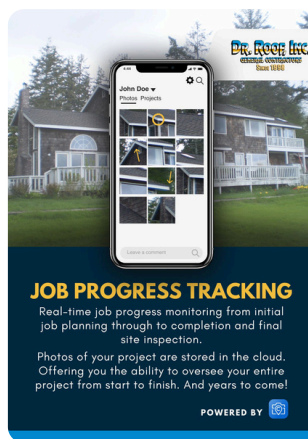 DR. ROOF INC.
GENERAL CONTRACTORS
Since 1991
John Doe
Photos Projects
Leave a comment
JOB PROGRESS TRACKING
Real-time job progress monitoring from initial
job planning through to completion and final
site inspection.
Photos of your project are stored in the cloud.
Offering you the ability to oversee your entire
project from start to finish. And years to come!
POWERED BY